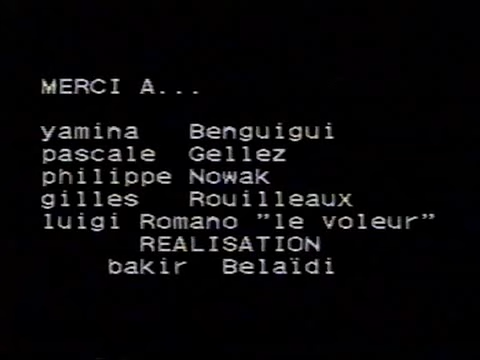 MERCI A...
yamina Benguigui
pascale Gellez
philippe Nowak
gilles Rouilleaux
luigi Romano "le voleur"
REALISATION
bakir Belaïdi